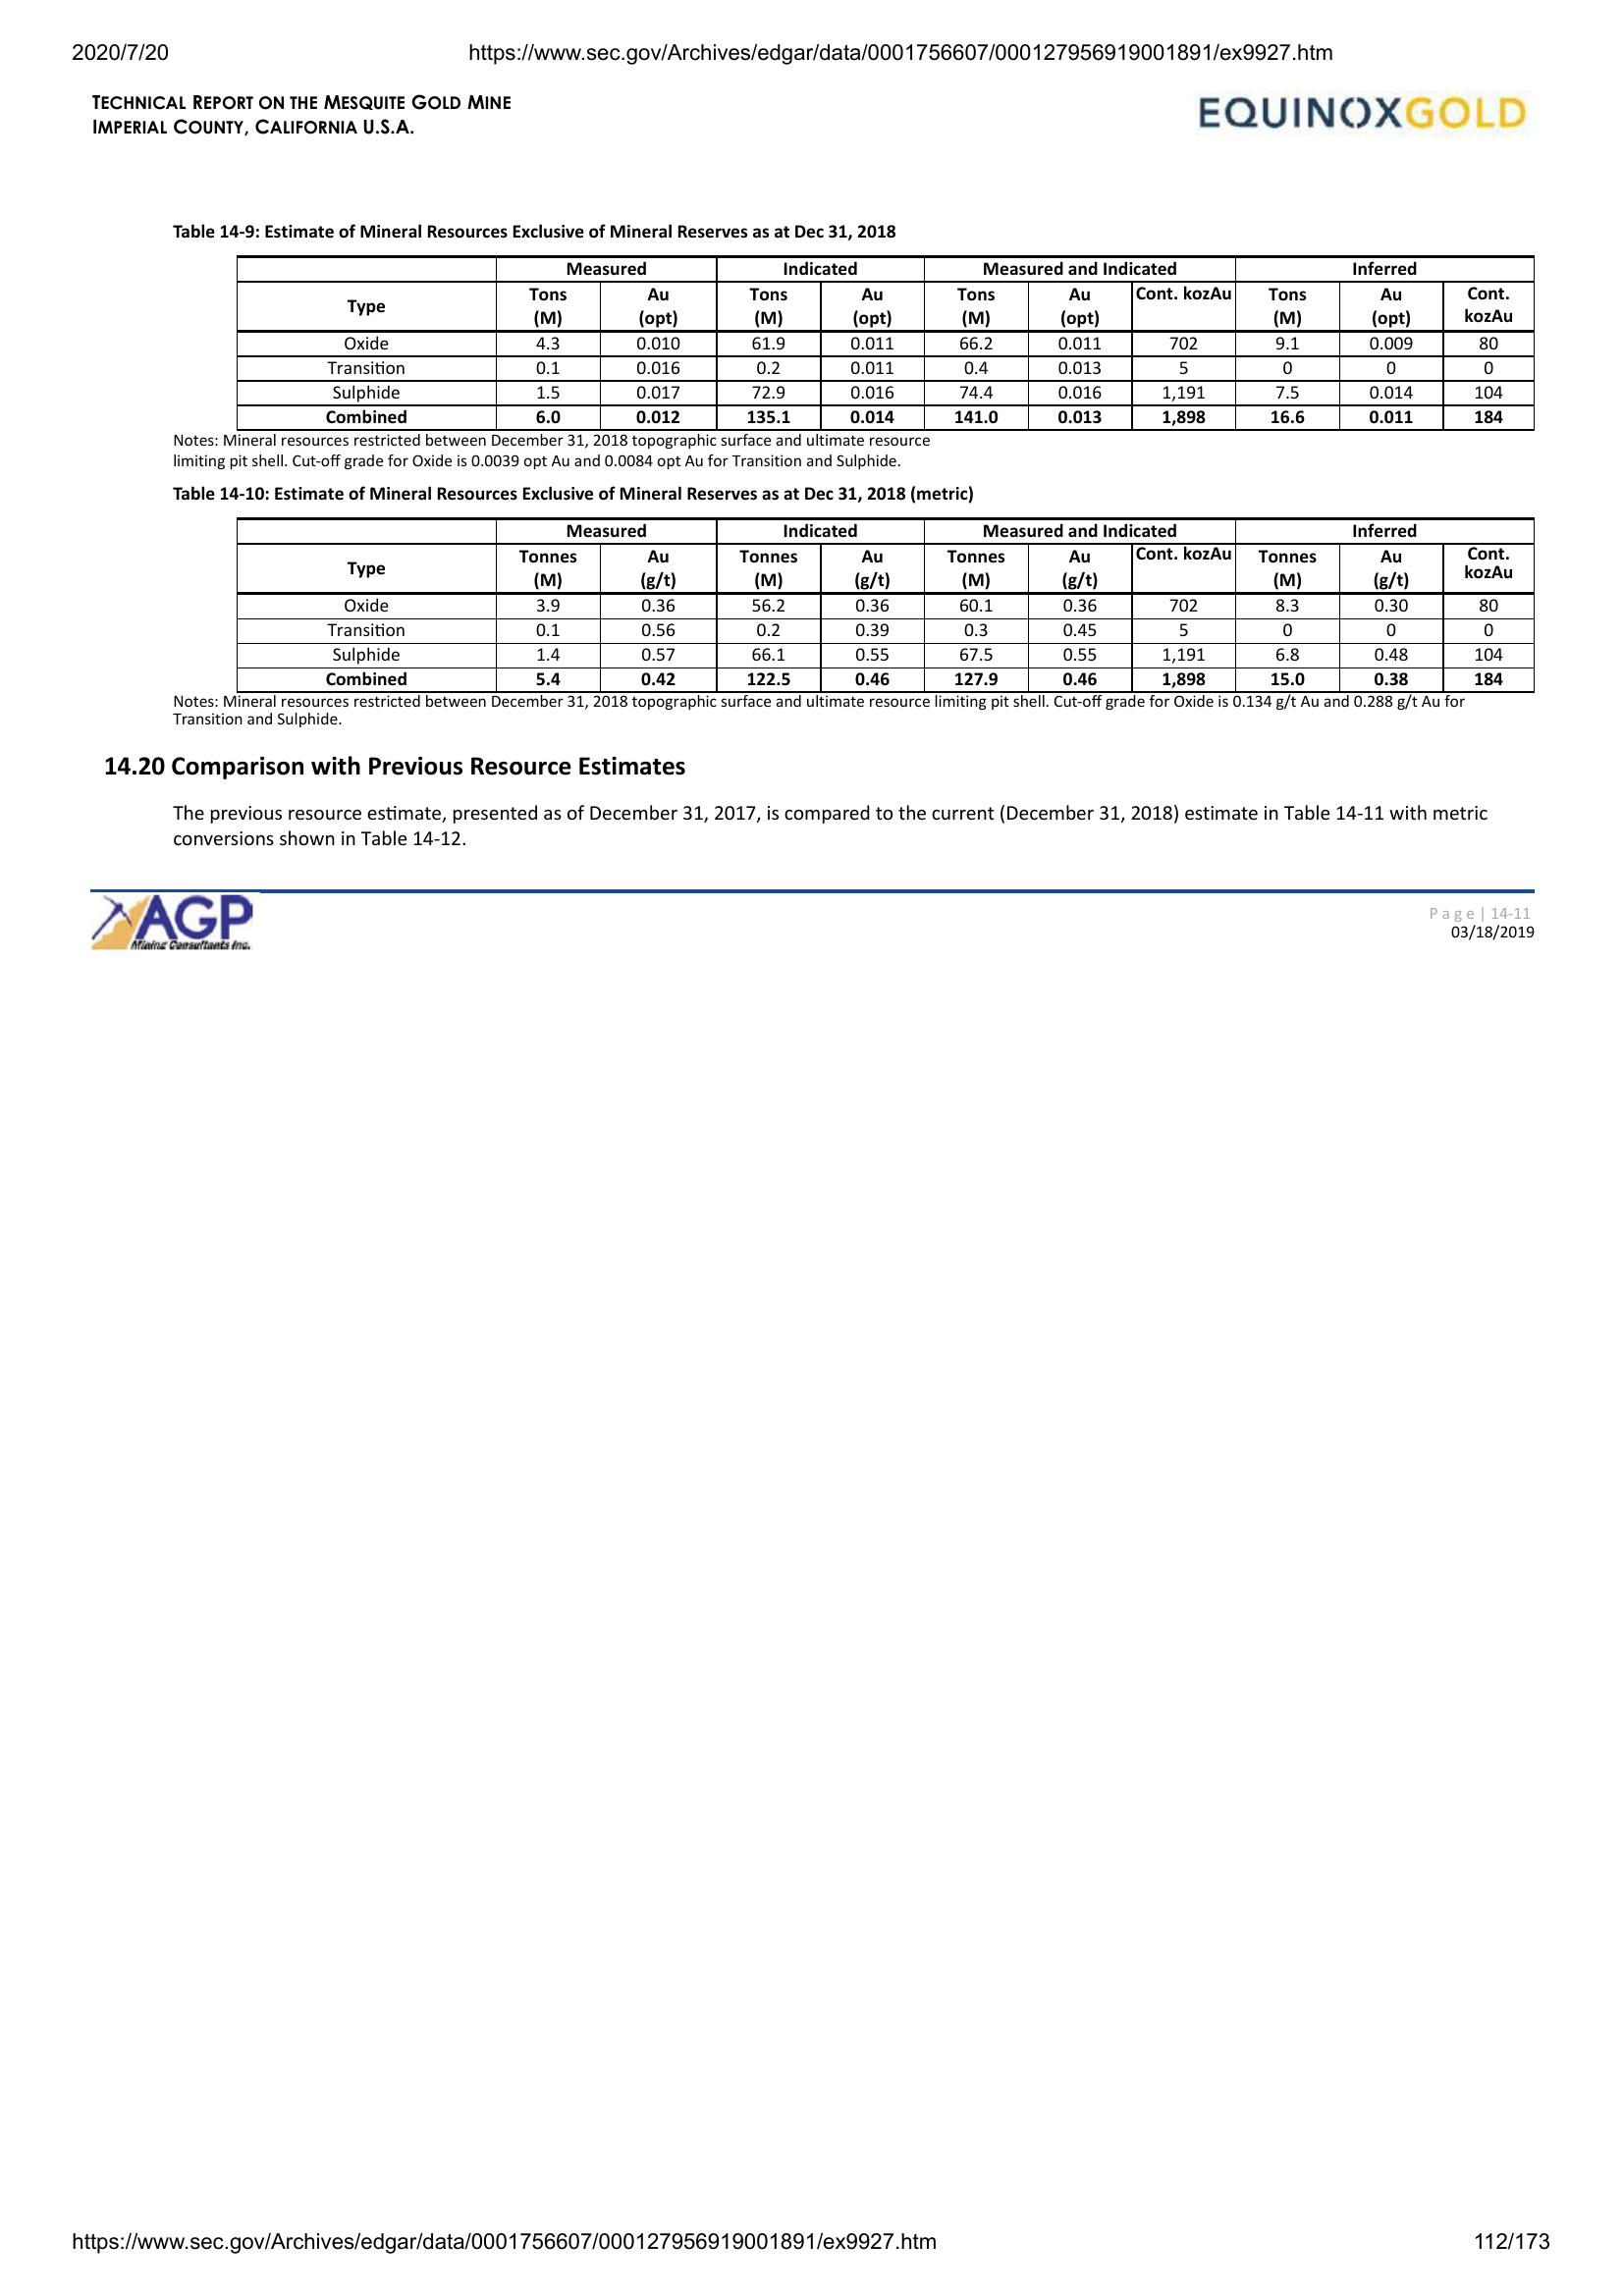 2020/7/20 https://www.sec.gov/Archives/edgar/data/0001756607/000127956919001891/ex9927.htm
TECHNICAL REPORT ON THE MESQUITE GOLD MINE
IMPERIAL COUNTY, CALIFORNIA U.S.A.
EQUINOXGOLD
Table 14-9: Estimate of Mineral Resources Exclusive of Mineral Reserves as at Dec 31, 2018
Measured Indicated Measured and Indicated Inferred
Type Tons (M) Au (opt) Tons (M) Au (opt) Tons (M) Au (opt) Cont. kozAu Tons (M) Au (opt) Cont. kozAu
Oxide 4.3 0.010 61.9 0.011 66.2 0.011 702 9.1 0.009 80
Transition 0.1 0.016 0.2 0.011 0.4 0.013 5 0 0 0
Sulphide 1.5 0.017 72.9 0.016 74.4 0.016 1,191 7.5 0.014 104
Combined 6.0 0.012 135.1 0.014 141.0 0.013 1,898 16.6 0.011 184
Notes: Mineral resources restricted between December 31, 2018 topographic surface and ultimate resource
limiting pit shell. Cut-off grade for Oxide is 0.0039 opt Au and 0.0084 opt Au for Transition and Sulphide.
Table 14-10: Estimate of Mineral Resources Exclusive of Mineral Reserves as at Dec 31, 2018 (metric)
Measured Indicated Measured and Indicated Inferred
Type Tonnes (M) Au (g/t) Tonnes (M) Au (g/t) Tonnes (M) Au (g/t) Cont. kozAu Tonnes (M) Au (g/t) Cont. kozAu
Oxide 3.9 0.36 56.2 0.36 60.1 0.36 702 8.3 0.30 80
Transition 0.1 0.56 0.2 0.39 0.3 0.45 5 0 0 0
Sulphide 1.4 0.57 66.1 0.55 67.5 0.55 1,191 6.8 0.48 104
Combined 5.4 0.42 122.5 0.46 127.9 0.46 1,898 15.0 0.38 184
Notes: Mineral resources restricted between December 31, 2018 topographic surface and ultimate resource limiting pit shell. Cut-off grade for Oxide is 0.134 g/t Au and 0.288 g/t Au for
Transition and Sulphide.
14.20 Comparison with Previous Resource Estimates
The previous resource estimate, presented as of December 31, 2017, is compared to the current (December 31, 2018) estimate in Table 14-11 with metric
conversions shown in Table 14-12.
AGP
Mining Consultants Inc.
Page| 14-11
03/18/2019
https://www.sec.gov/Archives/edgar/data/0001756607/000127956919001891/ex9927.htm 112/173